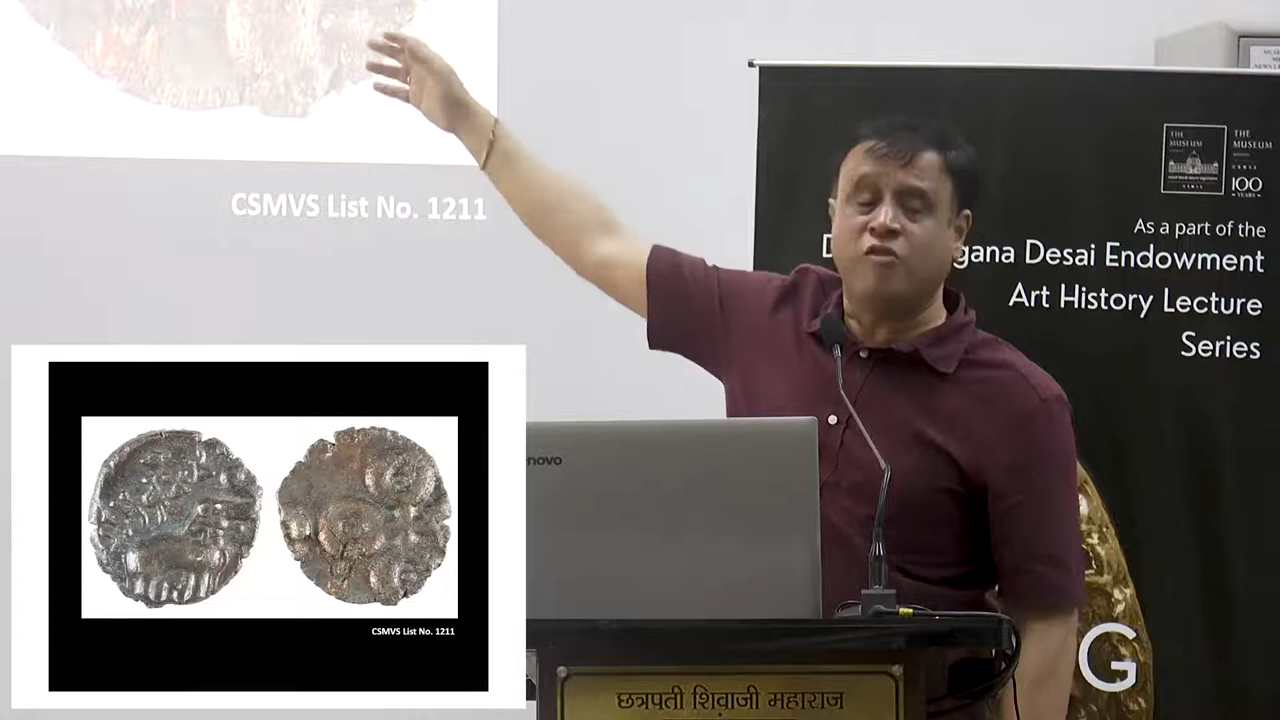 CSMVS List No. 1211
THE
MUSEUM
THE
MUSEUM
100
YEARS
As a part of the
gana Desai Endowment
Art History Lecture
Series
novo
CSMVS List No. 1211
G
छत्रपती शिवाजी महाराज